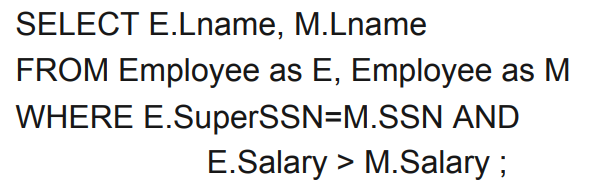 SELECT E.Lname, M.Lname
FROM Employee as E, Employee as M
WHERE E.SuperSSN=M.SSN AND
E.Salary > M.Salary ;